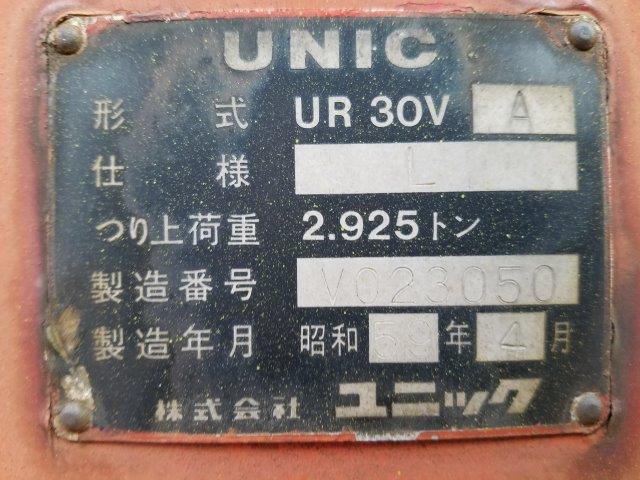 UNIC
形式 UR 30V A
仕様 L
つり上荷重 2.925トン
製造番号 V023050
製造年月 昭和59年4月
株式会社 ユニック